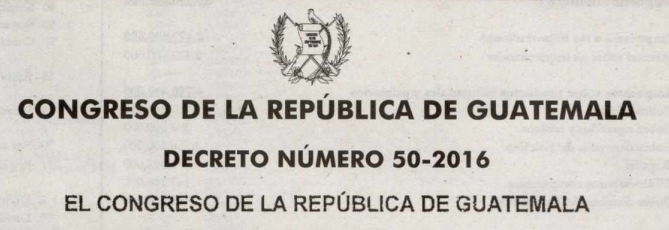 CONGRESO DE LA REPÚBLICA DE GUATEMALA
DECRETO NÚMERO 50-2016
EL CONGRESO DE LA REPÚBLICA DE GUATEMALA